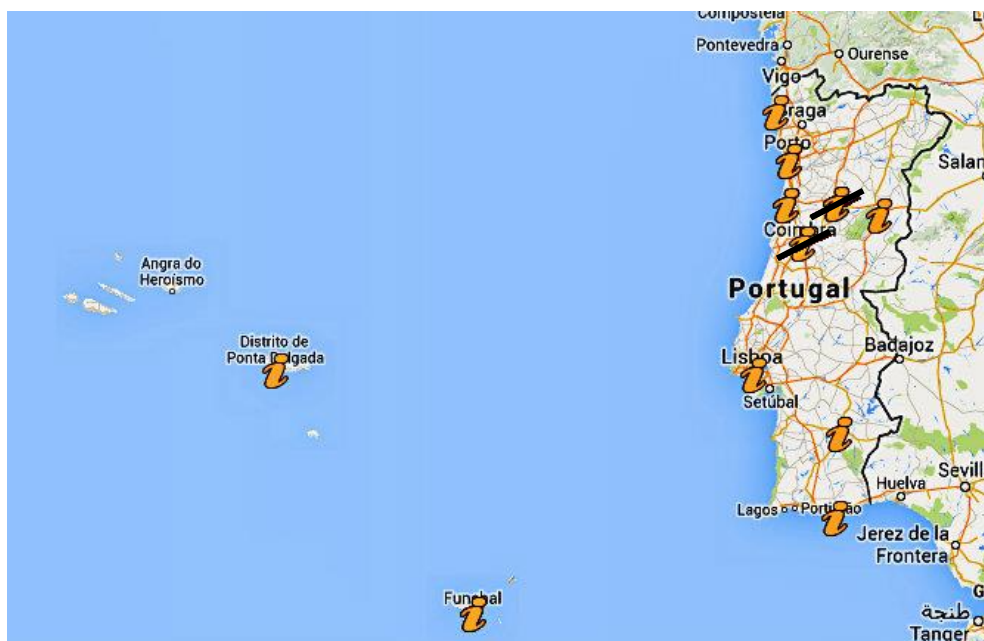 Compostela
Pontevedra
Ourense
Vigo
Braga
Porto
Salan
Coimbra
Angra do
Heroísmo
Portugal
Distrito de
Ponta Delgada
Lisboa
Badajoz
Setúbal
Sevill
Huelva
Lagos
Portimão
Jerez de la
Frontera
Funchal
طنجة
Tanger